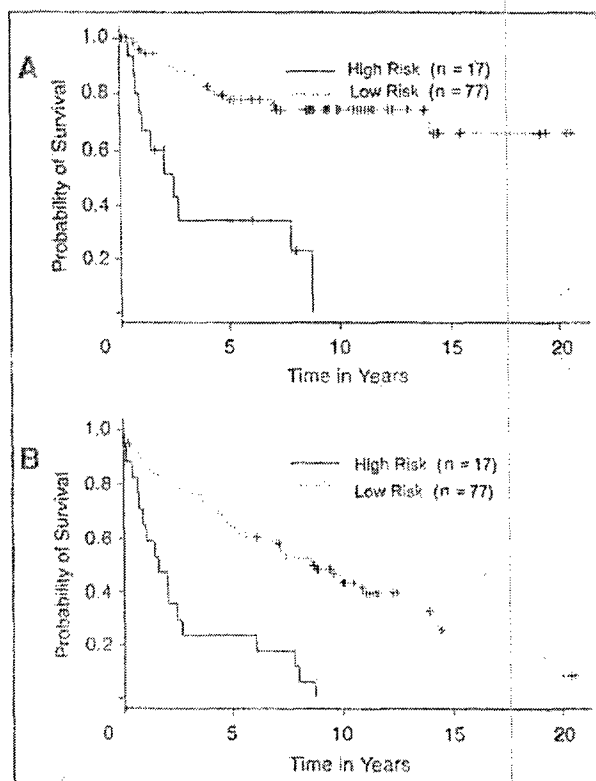 A
Probability of Survival
1.0
0.8
0.6
0.4
0.2
High Risk (n = 17)
Low Risk (n = 77)
0 5 10 15 20
Time in Years
B
Probability of Survival
1.0
0.8
0.6
0.4
0.2
High Risk (n = 17)
Low Risk (n = 77)
0 5 10 15 20
Time in Years